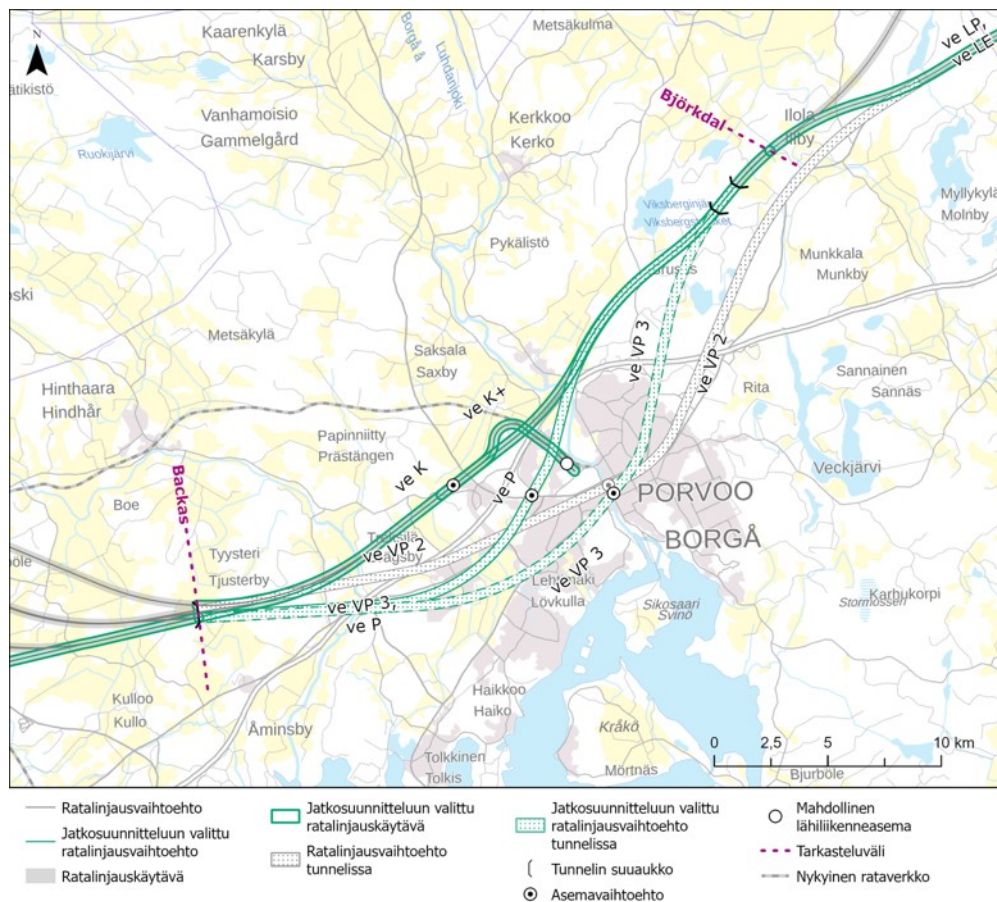 N
Kaarenkylä
Karsby
Borgå å
Luhdanjoki
Metsäkulma
ve LP,
ve LE
ätikistö
Vanhamoisio
Gammelgård
Ruokijärvi
Kerkkoo
Kerko
Björkdal
Ilola
Illby
Myllykylä
Molnby
Viksberginjär
Viksbergsträsket
Pykälistö
Munkkala
Munkby
oski
Metsäkylä
Saksala
Saxby
ve VP 3
ve VP 2
Sannainen
Sannäs
Rita
Hinthaara
Hindhår
ve K+
Papinniitty
Prästängen
ve K
ve P
Veckjärvi
Backas
Boe
PORVOO
BORGÅ
Tyysteri
Tjusterby
ve VP 2
ve VP 3
öle
Lövkulla
Karhukorpi
Stormossen
Sikosaari
Svinö
ve VP 3,
ve P
Kulloo
Kullo
Åminsby
Haikkoo
Haiko
Kråkö
Tolkkinen
Tolkis
Mörtnäs
Bjurböle
0 2,5 5 10 km
Ratalinjausvaihtoehto
Jatkosuunnitteluun valittu
ratalinjausvaihtoehto
Ratalinjauskäytävä
Jatkosuunnitteluun valittu
ratalinjauskäytävä
Ratalinjausvaihtoehto
tunnelissa
Jatkosuunnitteluun valittu
ratalinjausvaihtoehto
tunnelissa
Tunnelin suuaukko
Asemavaihtoehto
Mahdollinen
lähiliikenneasema
Tarkasteluväli
Nykyinen rataverkko